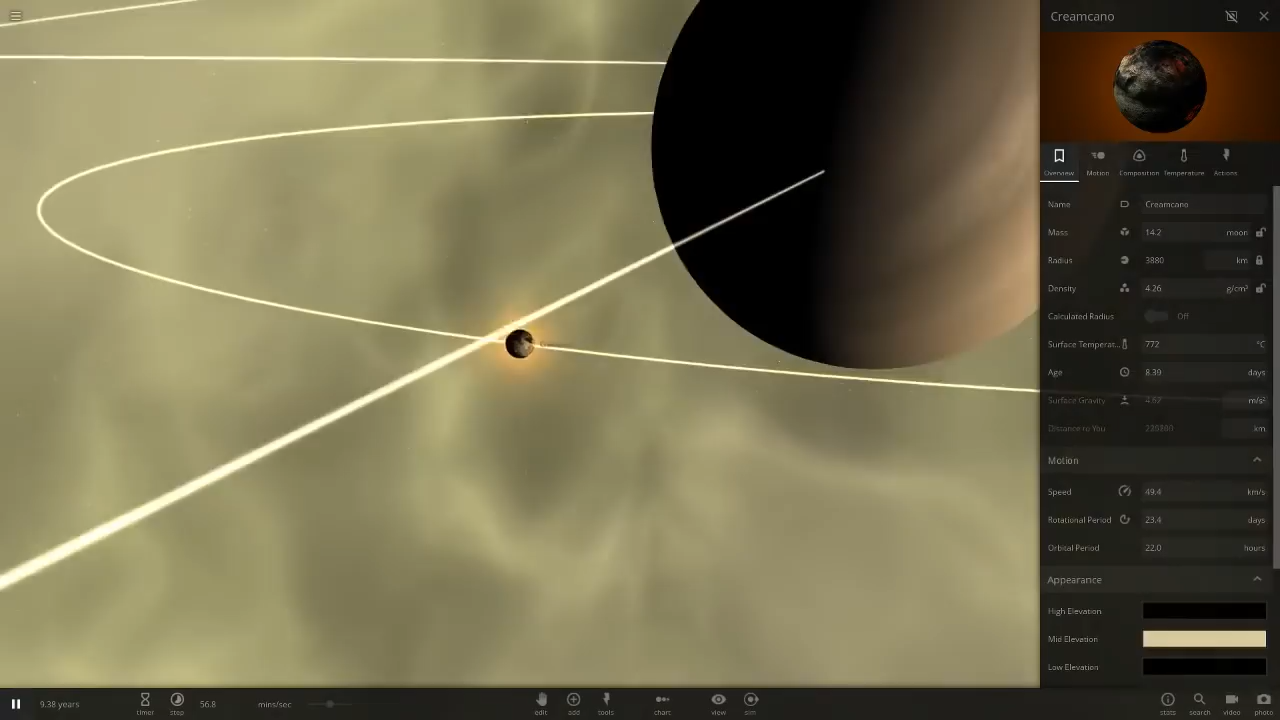 Creamcano
Overview Motion Composition Temperature Actions
Name Creamcano
Mass 14.2 moon
Radius 3880 km
Density 4.26 g/cm³
Calculated Radius Off
Surface Temperat... 772 °C
Age 8.39 days
Surface Gravity 4.62 m/s²
Distance to You km
Motion
Speed 49.4 km/s
Rotational Period 23.4 days
Orbital Period 22.0 hours
Appearance
High Elevation
Mid Elevation
Low Elevation
9.38 years timer step 56.8 mins/sec edit add tools chart view sim stats search video photo